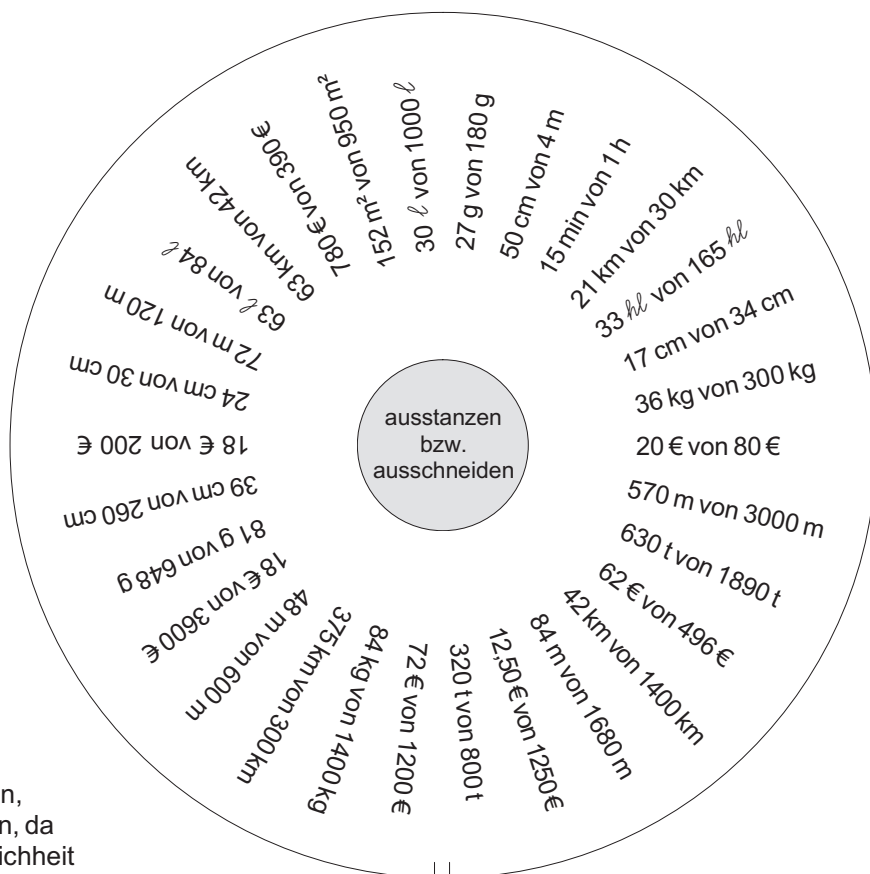 30 ℓ von 1000 ℓ
27 g von 180 g
50 cm von 4 m
15 min von 1 h
21 km von 30 km
33 hl von 165 hl
17 cm von 34 cm
36 kg von 300 kg
20 € von 80 €
570 m von 3000 m
630 t von 1890 t
62 € von 496 €
42 km von 1400 km
84 m von 1680 m
12,50 € von 1250 €
320 t von 800 t
72 € von 1200 €
84 kg von 1400 kg
375 km von 300 km
48 m von 600 m
18 € von 3600 €
81 g von 648 g
39 cm von 260 cm
18 € von 200 €
24 cm von 30 cm
72 m von 120 m
63 ℓ von 84 ℓ
63 km von 42 km
780 € von 390 €
152 m² von 950 m²
ausstanzen
bzw.
ausschneiden
n,
n, da
ichheit